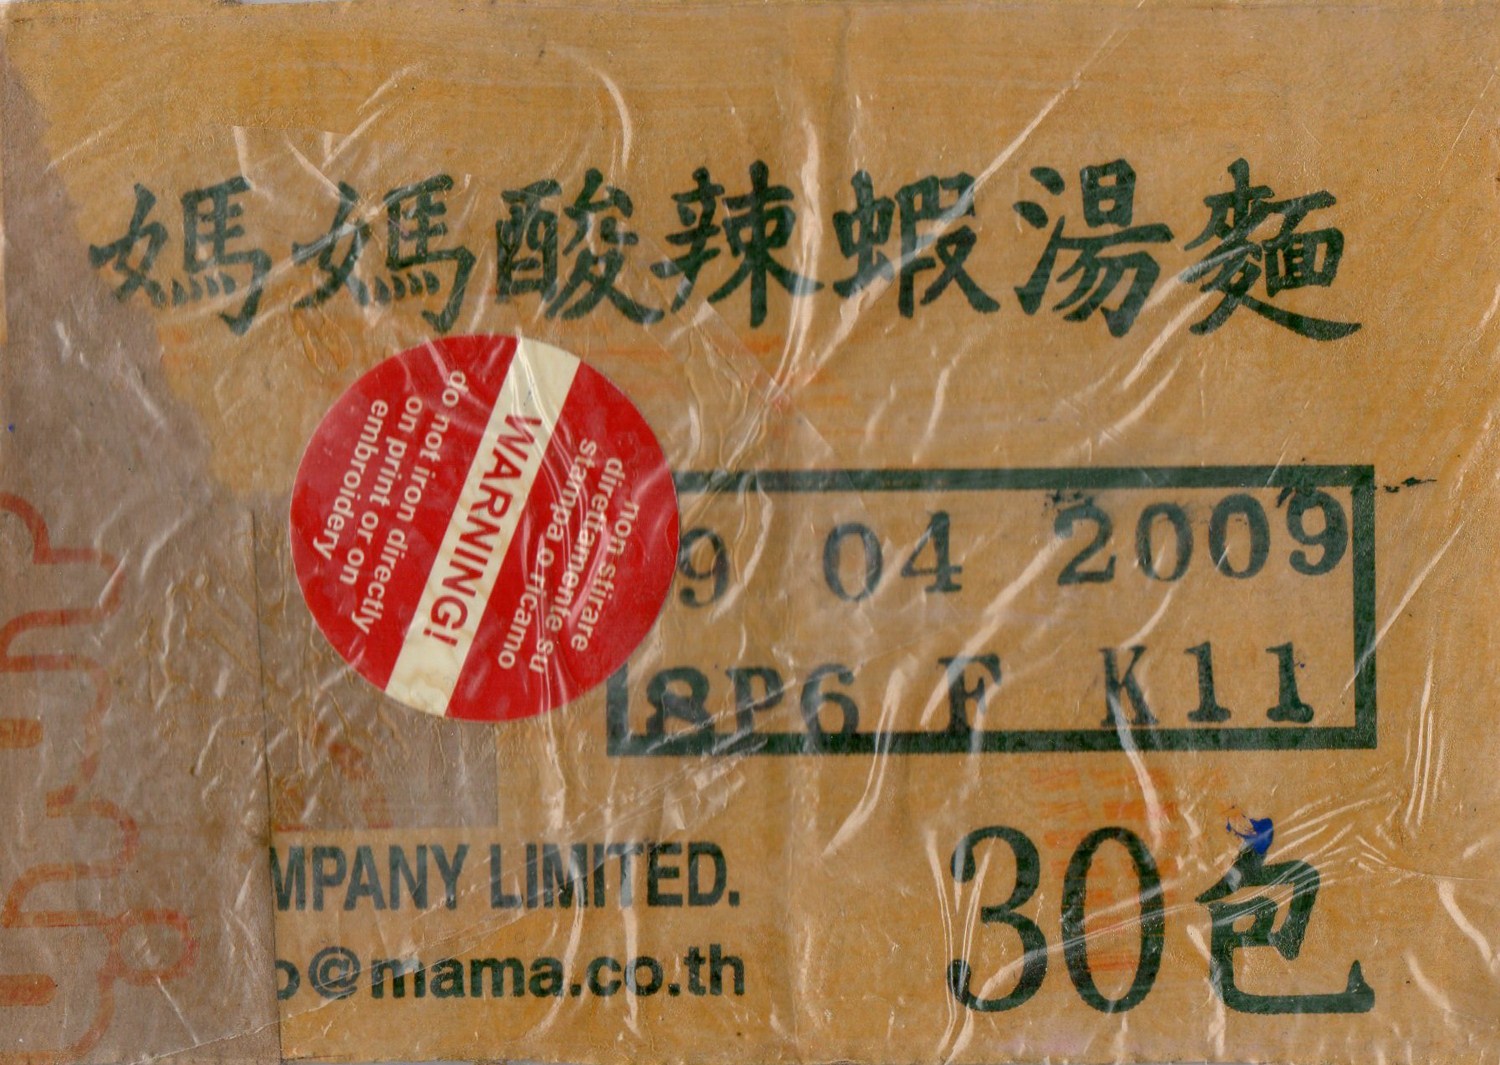 媽媽酸辣蝦湯麵
WARNING!
do not iron directly
on print or on
embroidery
non stirare
direttamente su
stampa o ricamo
9 04 2009
8P6 F K11
MPANY LIMITED.
o@mama.co.th
30包